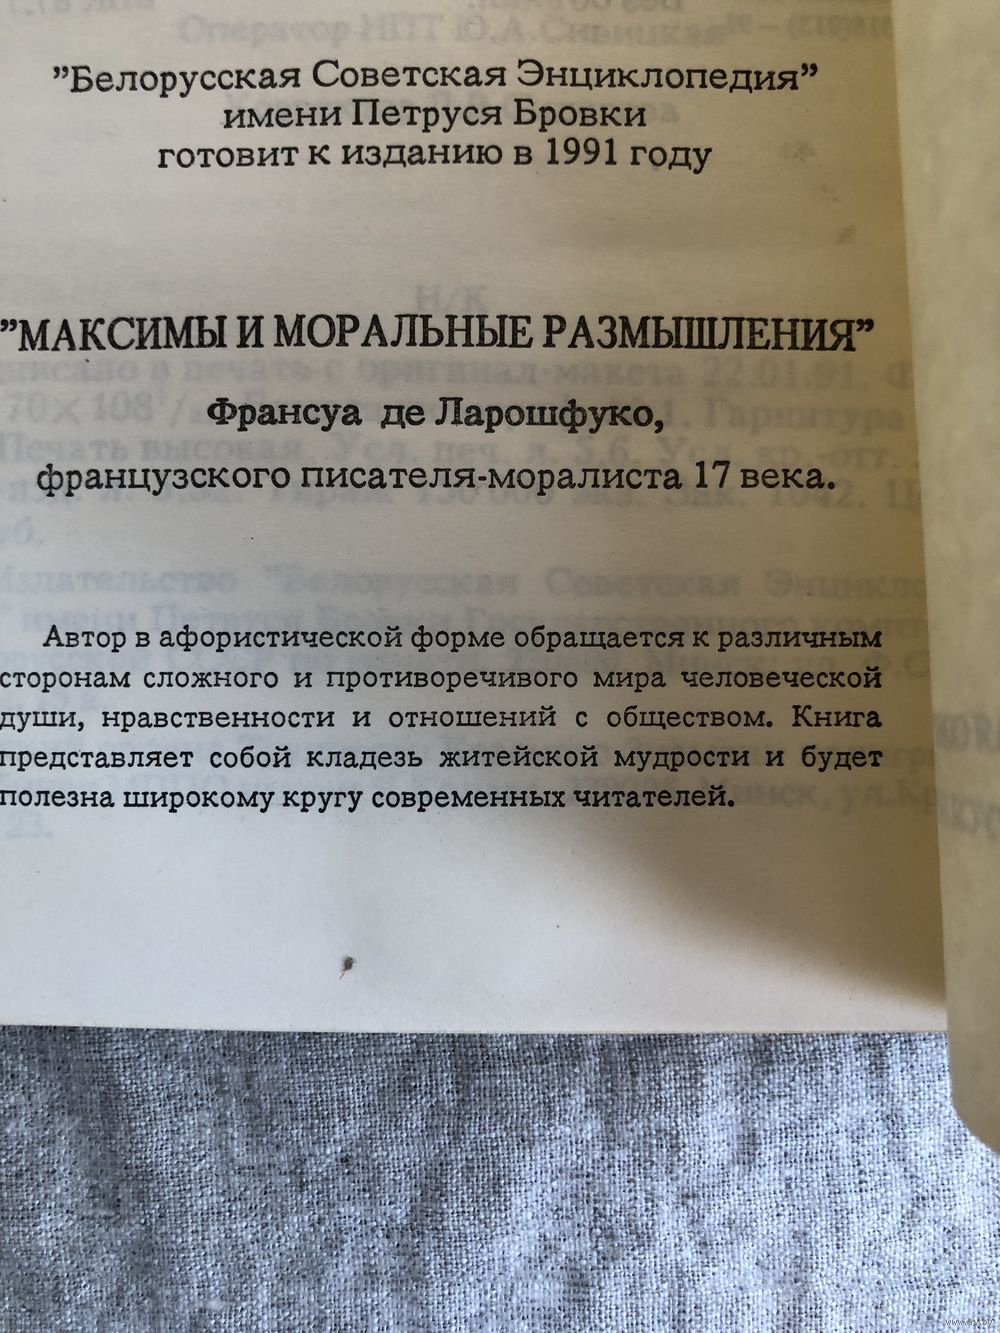 "Белорусская Советская Энциклопедия"
имени Петруся Бровки
готовит к изданию в 1991 году
"МАКСИМЫ И МОРАЛЬНЫЕ РАЗМЫШЛЕНИЯ"
Франсуа де Ларошфуко,
французского писателя-моралиста 17 века.
Автор в афористической форме обращается к различным
сторонам сложного и противоречивого мира человеческой
души, нравственности и отношений с обществом. Книга
представляет собой кладезь житейской мудрости и будет
полезна широкому кругу современных читателей.